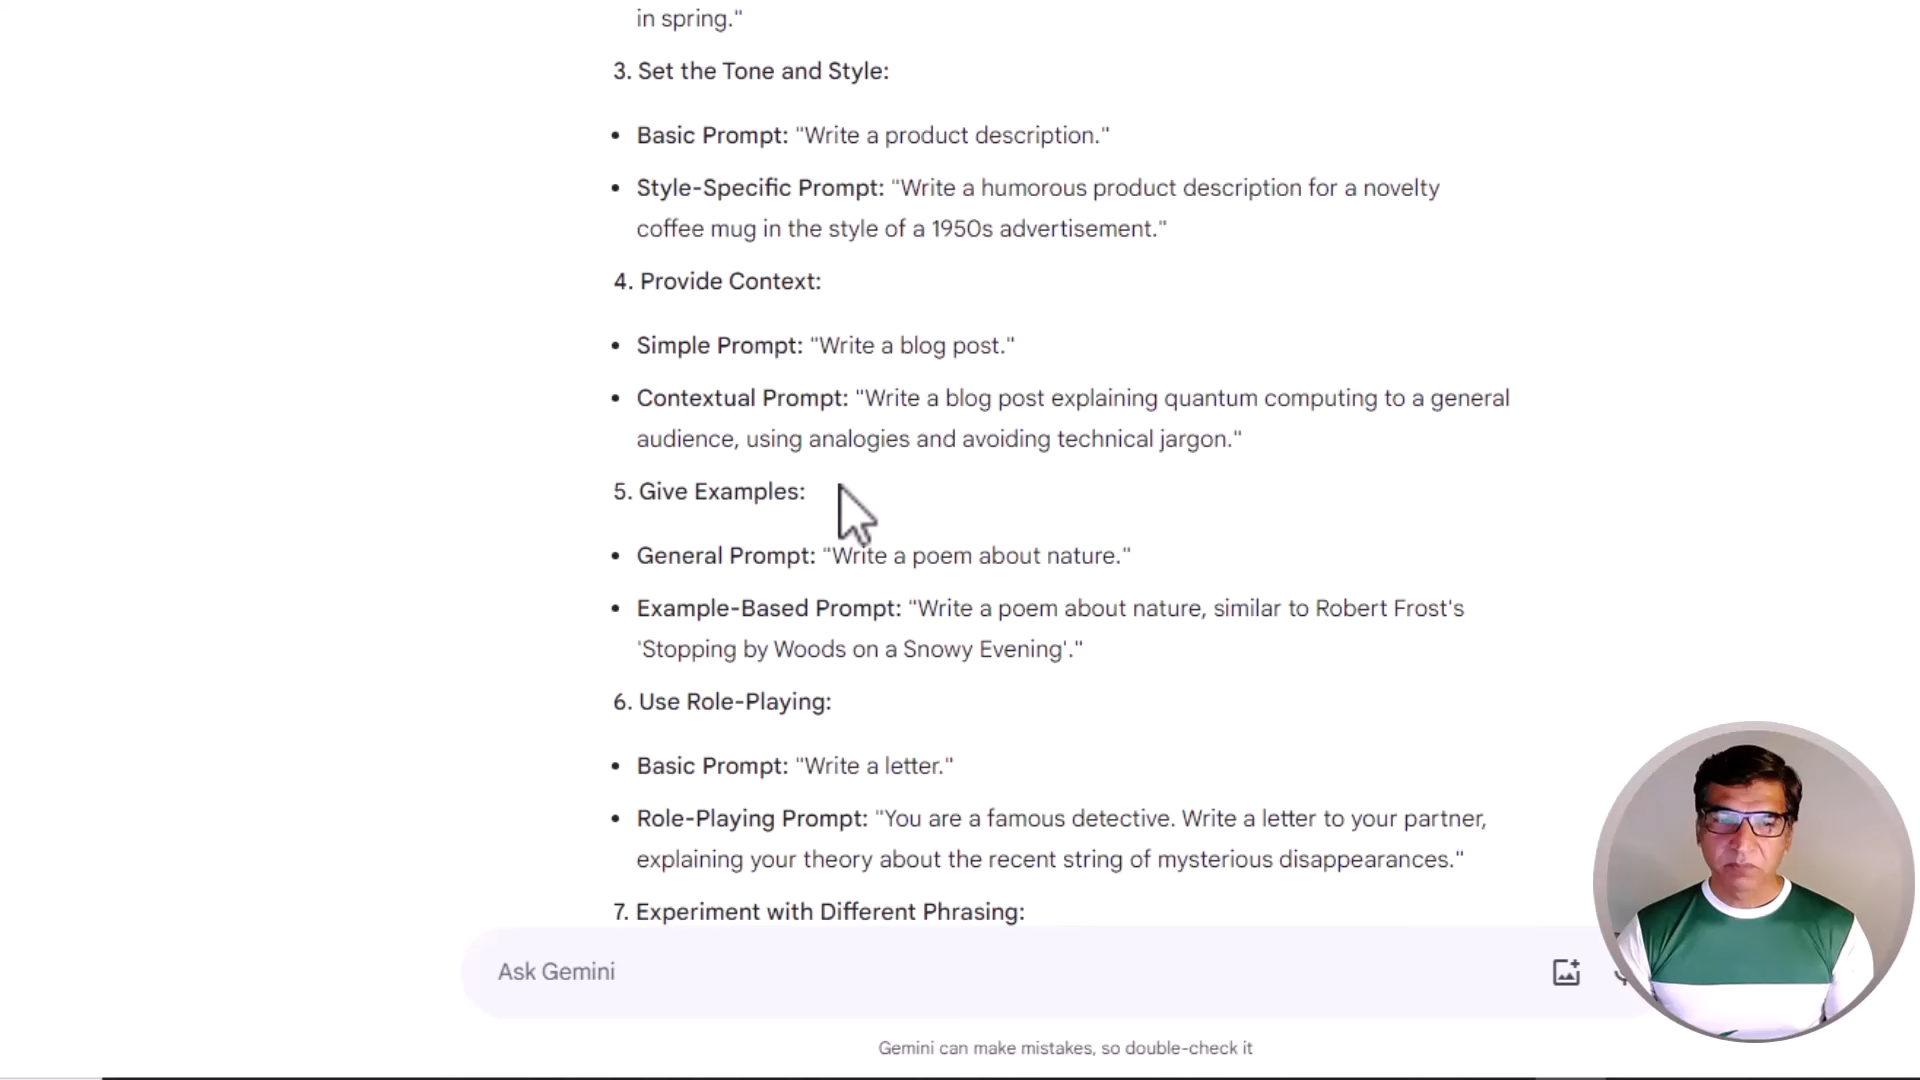 in spring."
3. Set the Tone and Style:
• Basic Prompt: "Write a product description."
• Style-Specific Prompt: "Write a humorous product description for a novelty
coffee mug in the style of a 1950s advertisement."
4. Provide Context:
• Simple Prompt: "Write a blog post."
• Contextual Prompt: "Write a blog post explaining quantum computing to a general
audience, using analogies and avoiding technical jargon."
5. Give Examples:
• General Prompt: "Write a poem about nature."
• Example-Based Prompt: "Write a poem about nature, similar to Robert Frost's
'Stopping by Woods on a Snowy Evening'."
6. Use Role-Playing:
• Basic Prompt: "Write a letter."
• Role-Playing Prompt: "You are a famous detective. Write a letter to your partner,
explaining your theory about the recent string of mysterious disappearances."
7. Experiment with Different Phrasing:
Ask Gemini
Gemini can make mistakes, so double-check it